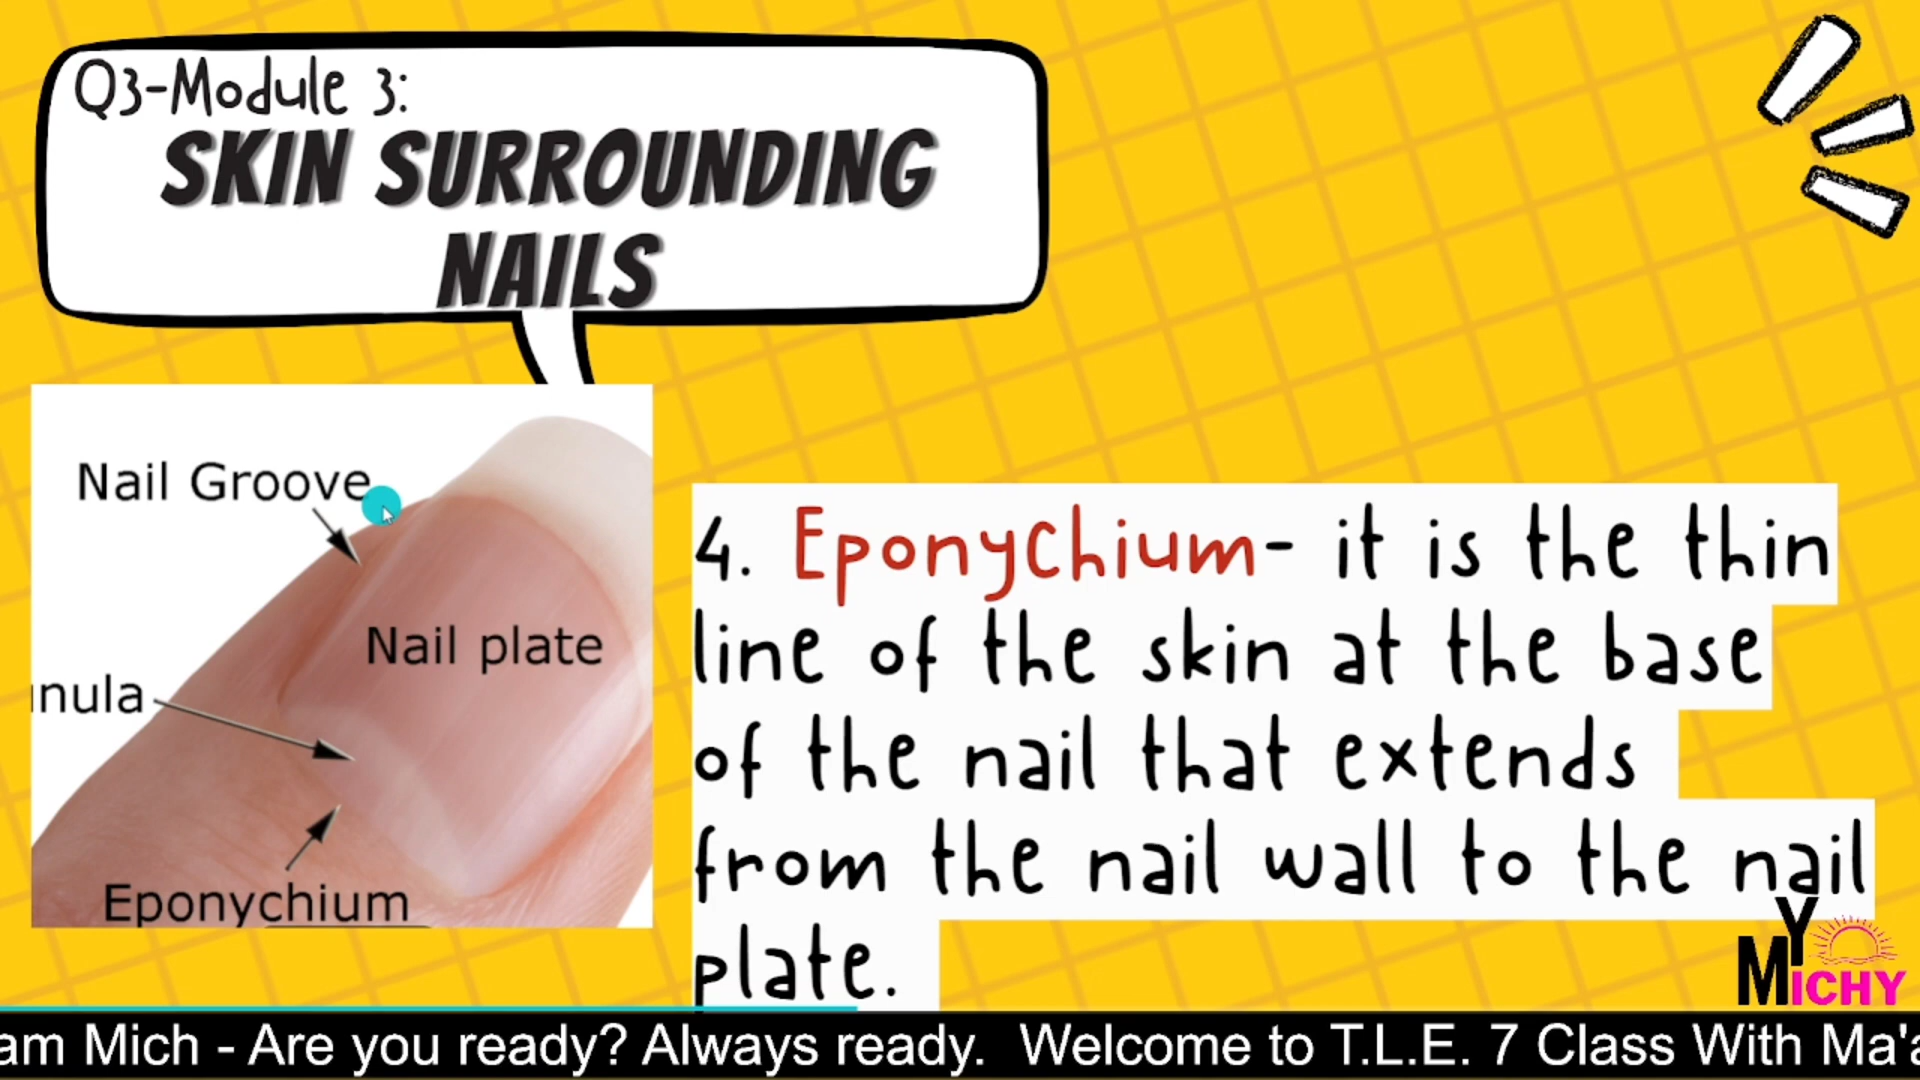 Q3-Module 3:
SKIN SURROUNDING
NAILS
Nail Groove
Nail plate
Eponychium
4. Eponychium- it is the thin
line of the skin at the base
of the nail that extends
from the nail wall to the nail
plate.
MY MICHY
am Mich - Are you ready? Always ready. Welcome to T.L.E. 7 Class With Ma'a